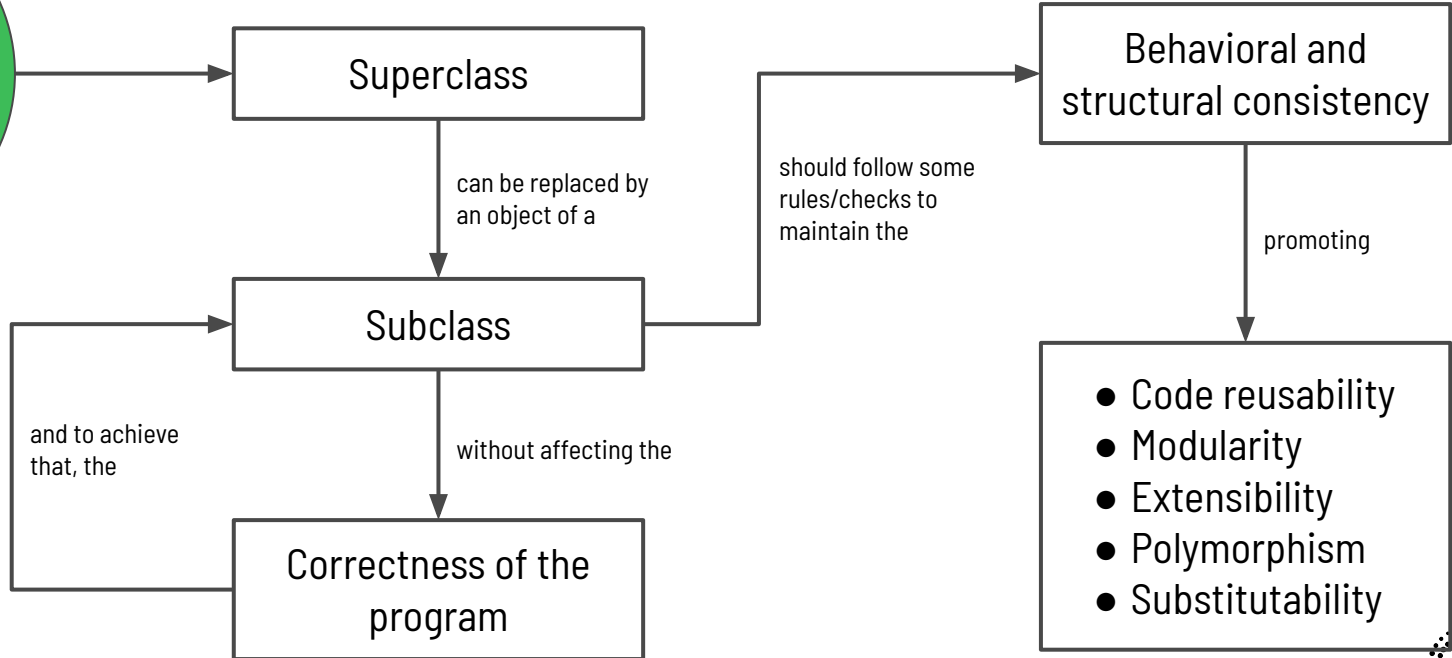 Superclass
can be replaced by
an object of a
Subclass
and to achieve
that, the
without affecting the
Correctness of the
program
should follow some
rules/checks to
maintain the
Behavioral and
structural consistency
promoting
● Code reusability
● Modularity
● Extensibility
● Polymorphism
● Substitutability